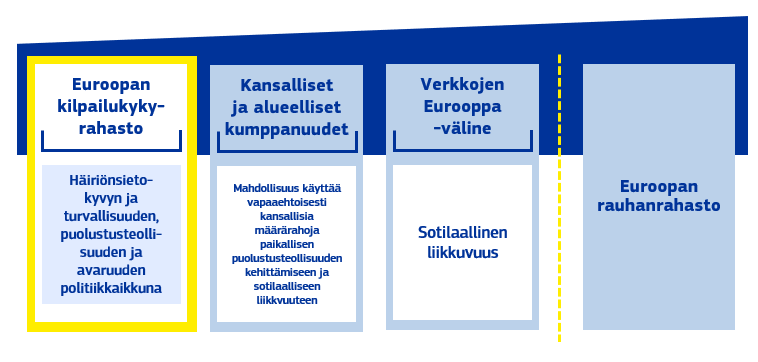 Euroopan
kilpailukyky-
rahasto
Häiriönsieto-
kyvyn ja
turvallisuuden,
puolustusteolli-
suuden ja
avaruuden
politiikkaikkuna
Kansalliset
ja alueelliset
kumppanuudet
Mahdollisuus käyttää
vapaaehtoisesti
kansallisia
määrärahoja
paikallisen
puolustusteollisuuden
kehittämiseen ja
sotilaalliseen
liikkvuuteen
Verkkojen
Eurooppa
-väline
Sotilaallinen
liikkuvuus
Euroopan
rauhanrahasto